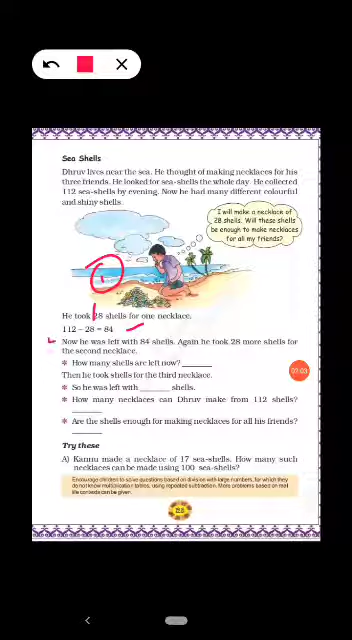 Sea Shells
Dhruv lives near the sea. He thought of making necklaces for his
three friends. He looked for sea-shells the whole day. He collected
112 sea-shells by evening. Now he had many different colourful
and shiny shells.
I will make a necklace of
28 shells. Will these shells
be enough to make necklaces
for all my friends?
1
He took 28 shells for one necklace.
112 – 28 = 84
Now he was left with 84 shells. Again he took 28 more shells for
the second necklace.
* How many shells are left now? ______
Then he took shells for the third necklace.
* So he was left with ______ shells.
* How many necklaces can Dhruv make from 112 shells?
______
* Are the shells enough for making necklaces for all his friends?
______
Try these
A) Kannu made a necklace of 17 sea-shells. How many such
necklaces can be made using 100 sea-shells?
Encourage children to solve questions based on division with large numbers, for which they
do not know multiplication tables, using repeated subtraction. More problems based on real
life contexts can be given.